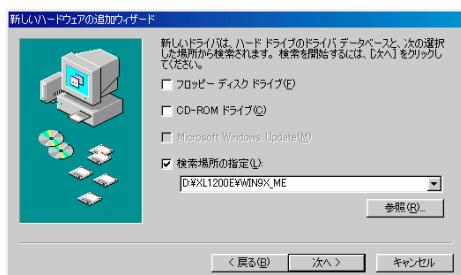 新しいハードウェアの追加ウィザード
新しいドライバは、ハード ドライブのドライバ データベースと、次の選択
した場所から検索されます。検索を開始するには、[次へ] をクリックし
てください。
フロッピー ディスク ドライブ(F)
CD-ROM ドライブ(C)
Microsoft Windows Update(M)
検索場所の指定(L):
D:¥XL1200E¥WIN9X_ME
参照(R)...
< 戻る(B)
次へ >
キャンセル